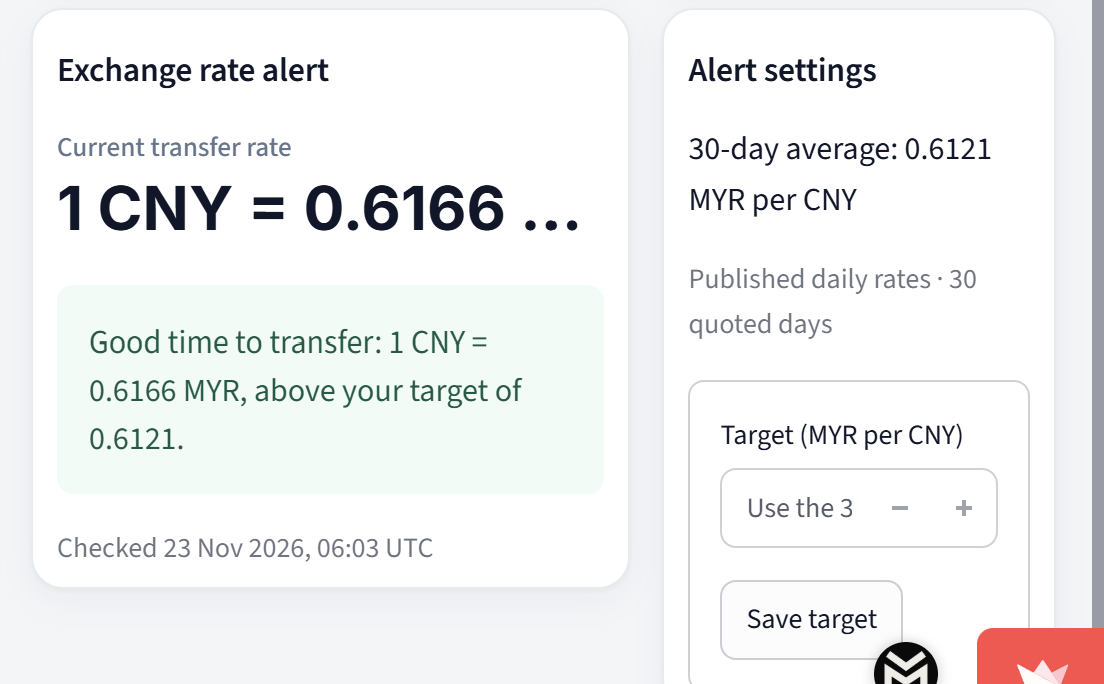 Exchange rate alert
Current transfer rate
1 CNY = 0.6166 ...
Good time to transfer: 1 CNY =
0.6166 MYR, above your target of
0.6121.
Checked 23 Nov 2026, 06:03 UTC
Alert settings
30-day average: 0.6121
MYR per CNY
Published daily rates · 30
quoted days
Target (MYR per CNY)
Use the 3
Save target